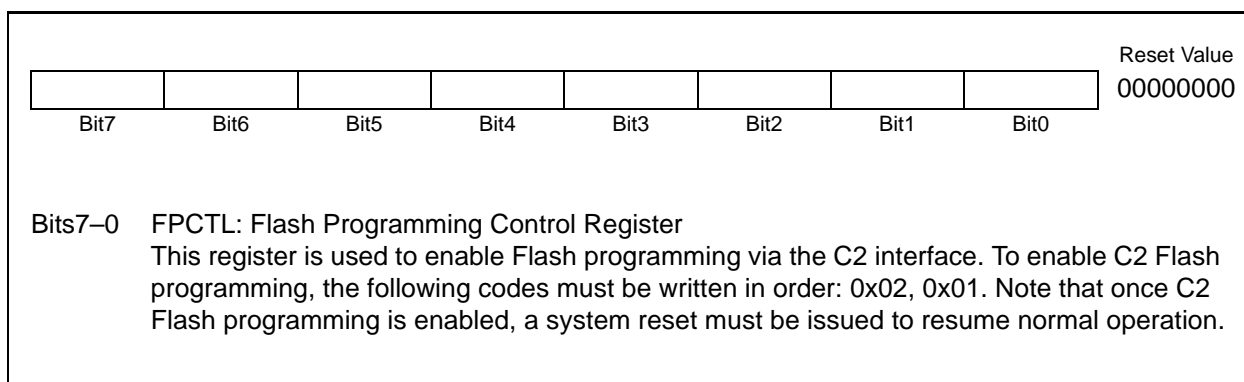 Reset Value
00000000
Bit7 Bit6 Bit5 Bit4 Bit3 Bit2 Bit1 Bit0
Bits7–0 FPCTL: Flash Programming Control Register
This register is used to enable Flash programming via the C2 interface. To enable C2 Flash
programming, the following codes must be written in order: 0x02, 0x01. Note that once C2
Flash programming is enabled, a system reset must be issued to resume normal operation.